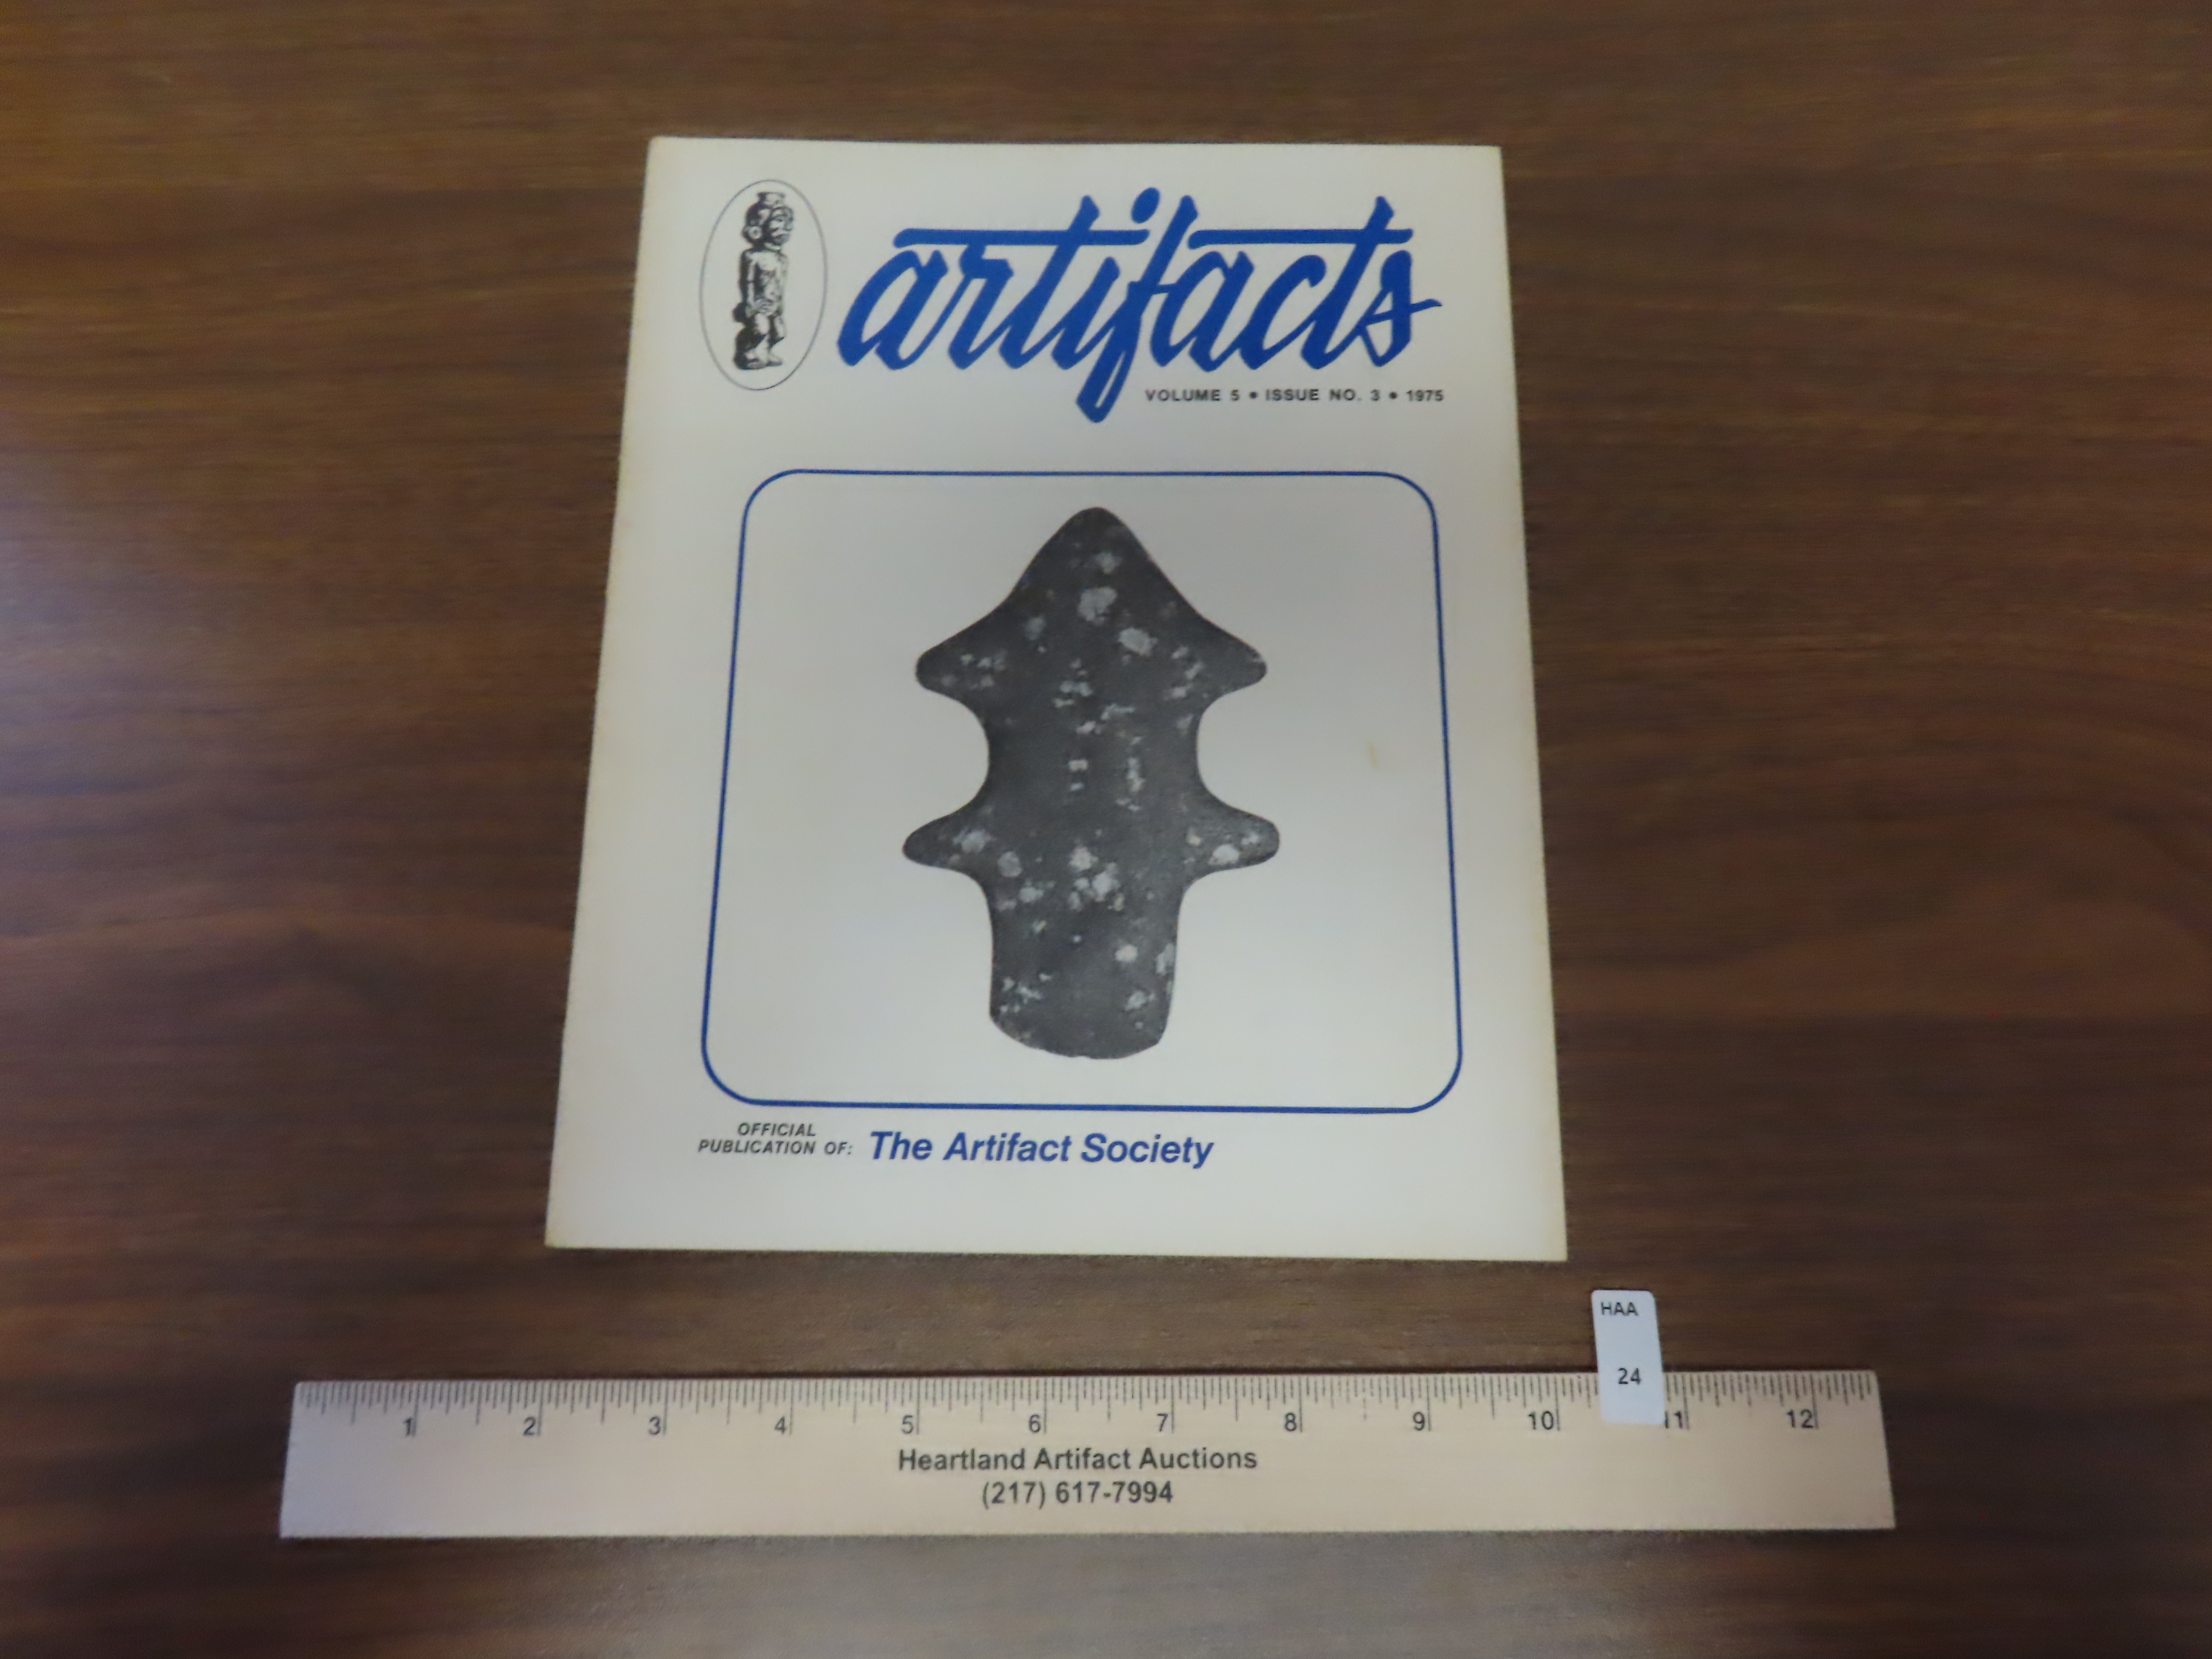 artifacts
VOLUME 5 • ISSUE NO. 3 • 1975
OFFICIAL
PUBLICATION OF: The Artifact Society
HAA
24
1 2 3 4 5 6 7 8 9 10 11 12
Heartland Artifact Auctions
(217) 617-7994